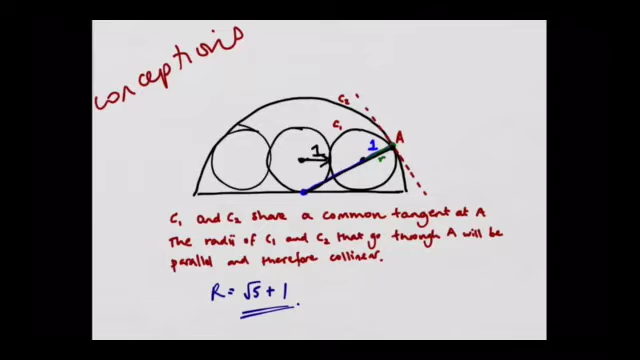 conceptions
C2
C1
A
1
1
r
C1 and C2 share a common tangent at A
The radii of C1 and C2 that go through A will be
parallel and therefore collinear.
R = √5 + 1